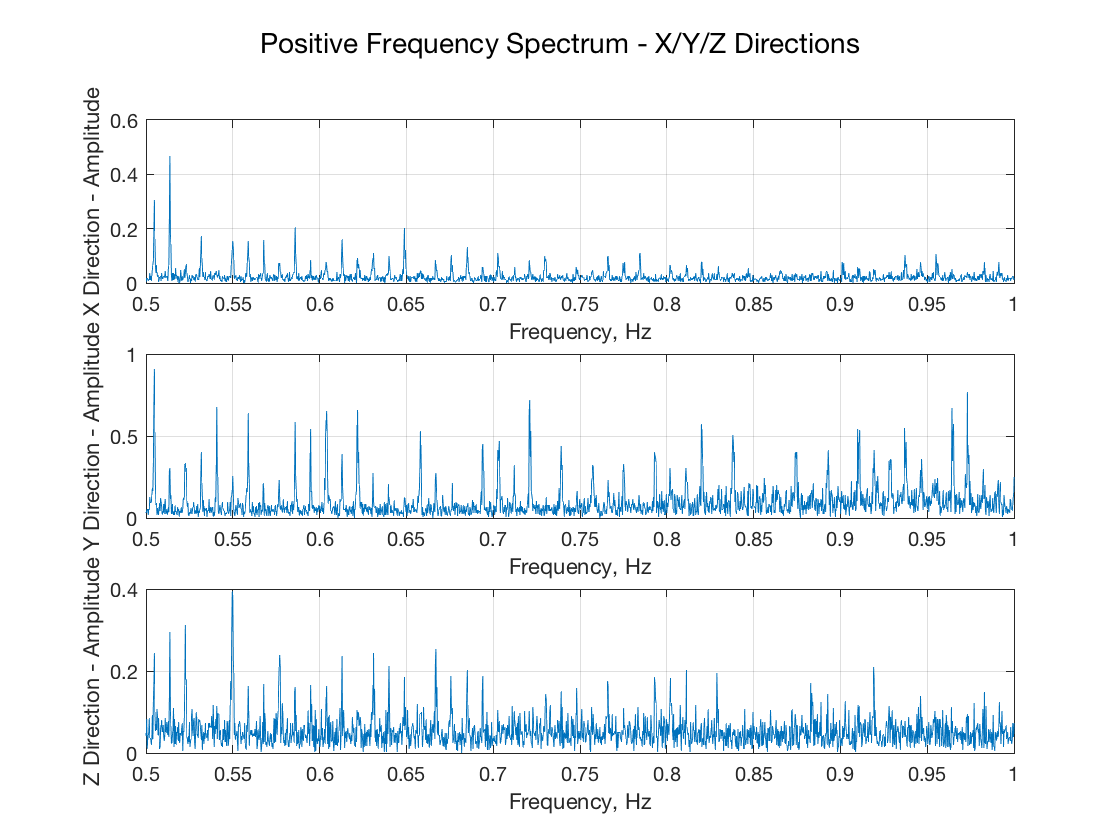 Positive Frequency Spectrum - X/Y/Z Directions
X Direction - Amplitude
0.6
0.4
0.2
0
0.5 0.55 0.6 0.65 0.7 0.75 0.8 0.85 0.9 0.95 1
Frequency, Hz
Y Direction - Amplitude
1
0.5
0
0.5 0.55 0.6 0.65 0.7 0.75 0.8 0.85 0.9 0.95 1
Frequency, Hz
Z Direction - Amplitude
0.4
0.2
0
0.5 0.55 0.6 0.65 0.7 0.75 0.8 0.85 0.9 0.95 1
Frequency, Hz